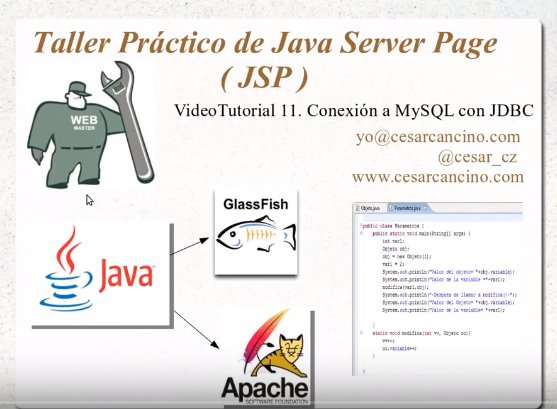 Taller Práctico de Java Server Page
( JSP )
VideoTutorial 11. Conexión a MySQL con JDBC
yo@cesarcancino.com
@cesar_cz
www.cesarcancino.com
WEB
MASTER
GlassFish
Java
Apache
SOFTWARE FOUNDATION
Objeto.java Parametros.java
public class Parametros {
public static void main(String[] args) {
int var1;
Objeto obj;
obj = new Objeto(1);
var1 = 2;
System.out.println("Valor del objeto= "+obj.variable);
System.out.println("Valor de la variable ="+var1);
modifica(var1,obj);
System.out.println("-Despues de llamar a modifica()-");
System.out.println("Valor del Objeto= "+obj.variable);
System.out.println("Valor de la variable= "+var1);
}
static void modifica(int vv, Objeto oo){
vv++;
oo.variable++;
}
}